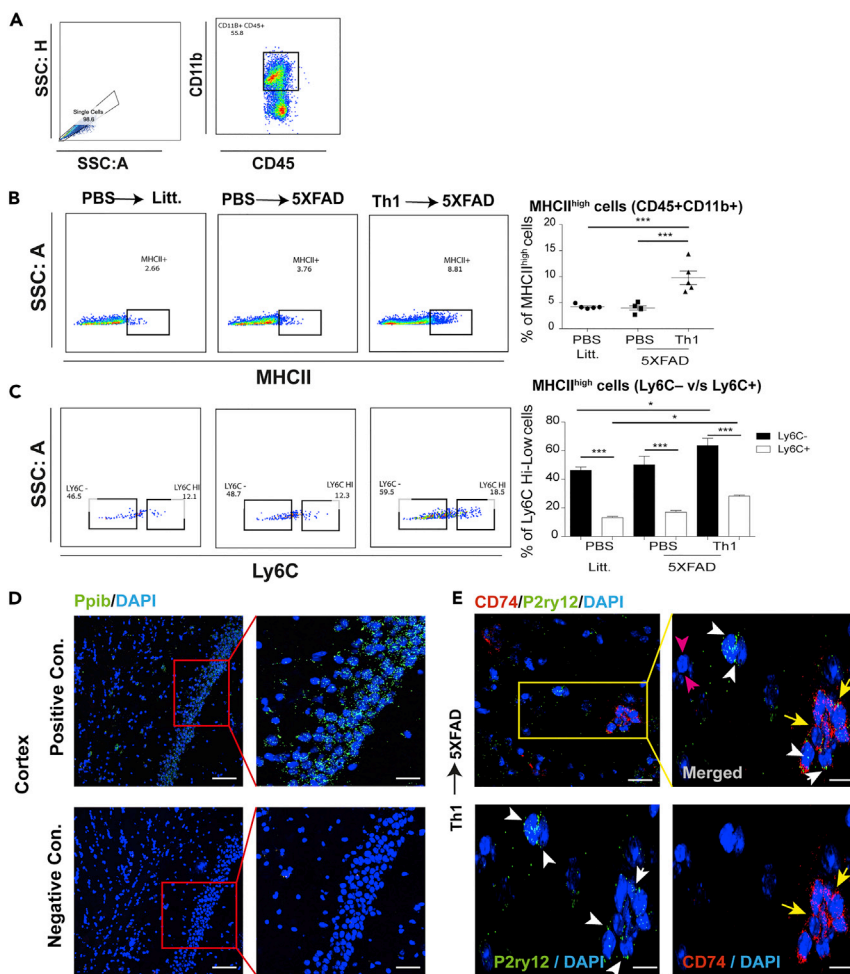 A
SSC: H
Single Cells
98.6
SSC:A
CD11b
CD11B+ CD45+
55.8
CD45
B
PBS → Litt.
PBS → 5XFAD
Th1 → 5XFAD
SSC: A
MHCII+
2.66
MHCII+
3.76
MHCII+
8.81
MHCII
MHCIIhigh cells (CD45+CD11b+)
% of MHCIIhigh cells
20
15
10
5
0
***
***
PBS PBS Th1
Litt. 5XFAD
C
SSC: A
LY6C -
46.5
LY6C HI
12.1
LY6C -
48.7
LY6C HI
12.3
LY6C -
59.5
LY6C HI
18.5
Ly6C
MHCIIhigh cells (Ly6C– v/s Ly6C+)
% of Ly6C Hi-Low cells
60
40
20
0
*
*
***
***
***
Ly6C-
Ly6C+
PBS PBS Th1
Litt. 5XFAD
D
Ppib/DAPI
Cortex
Positive Con.
Negative Con.
E
CD74/P2ry12/DAPI
Th1 → 5XFAD
Merged
P2ry12 / DAPI
CD74 / DAPI